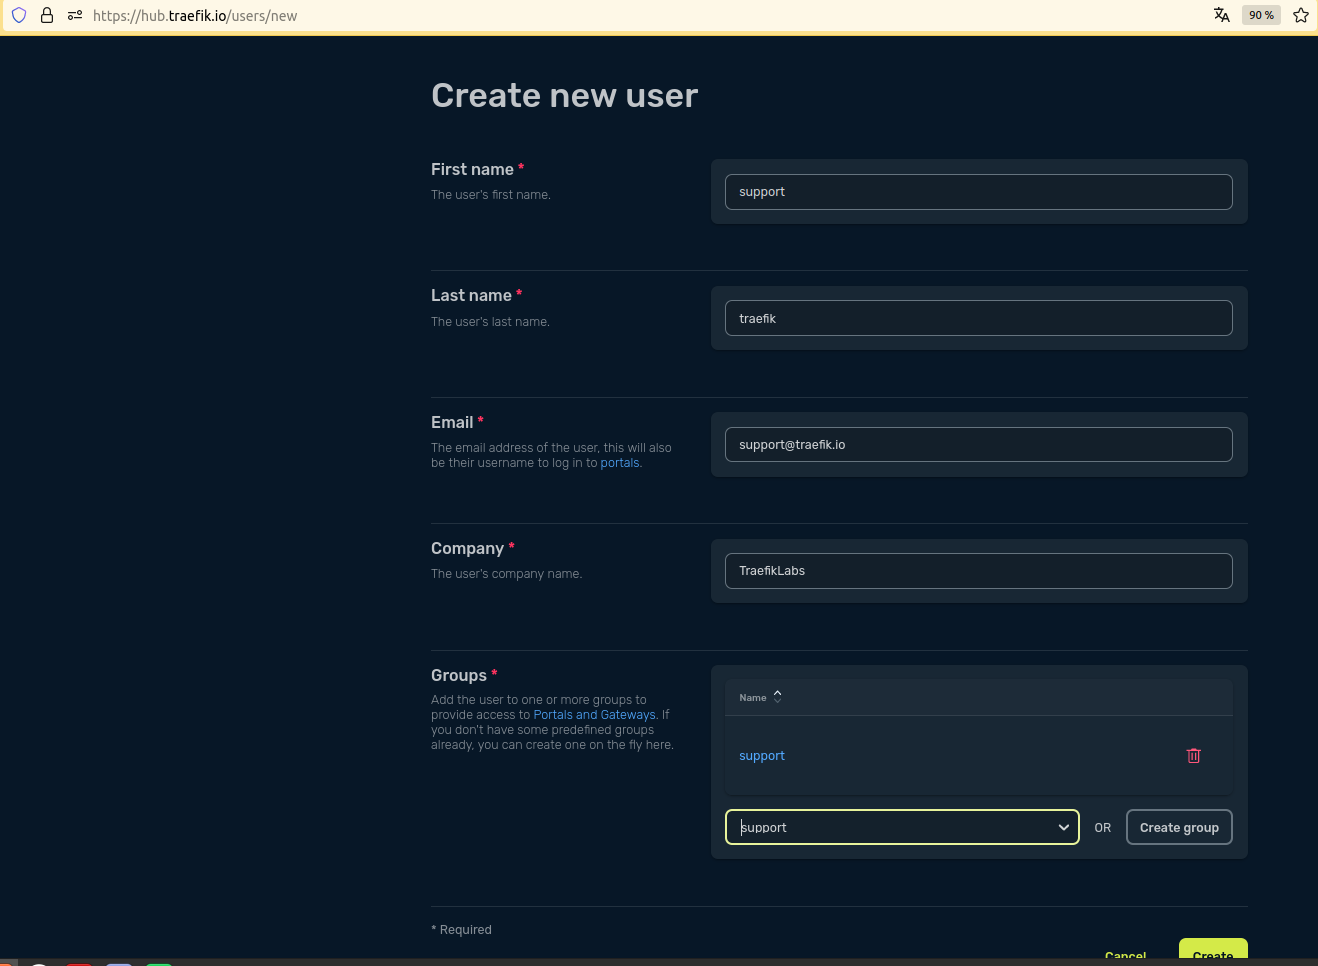 https://hub.traefik.io/users/new
90 %
Create new user
First name *
The user's first name.
support
Last name *
The user's last name.
traefik
Email *
The email address of the user, this will also
be their username to log in to portals.
support@traefik.io
Company *
The user's company name.
TraefikLabs
Groups *
Add the user to one or more groups to
provide access to Portals and Gateways. If
you don't have some predefined groups
already, you can create one on the fly here.
Name
support
support
OR
Create group
* Required
Cancel
Create